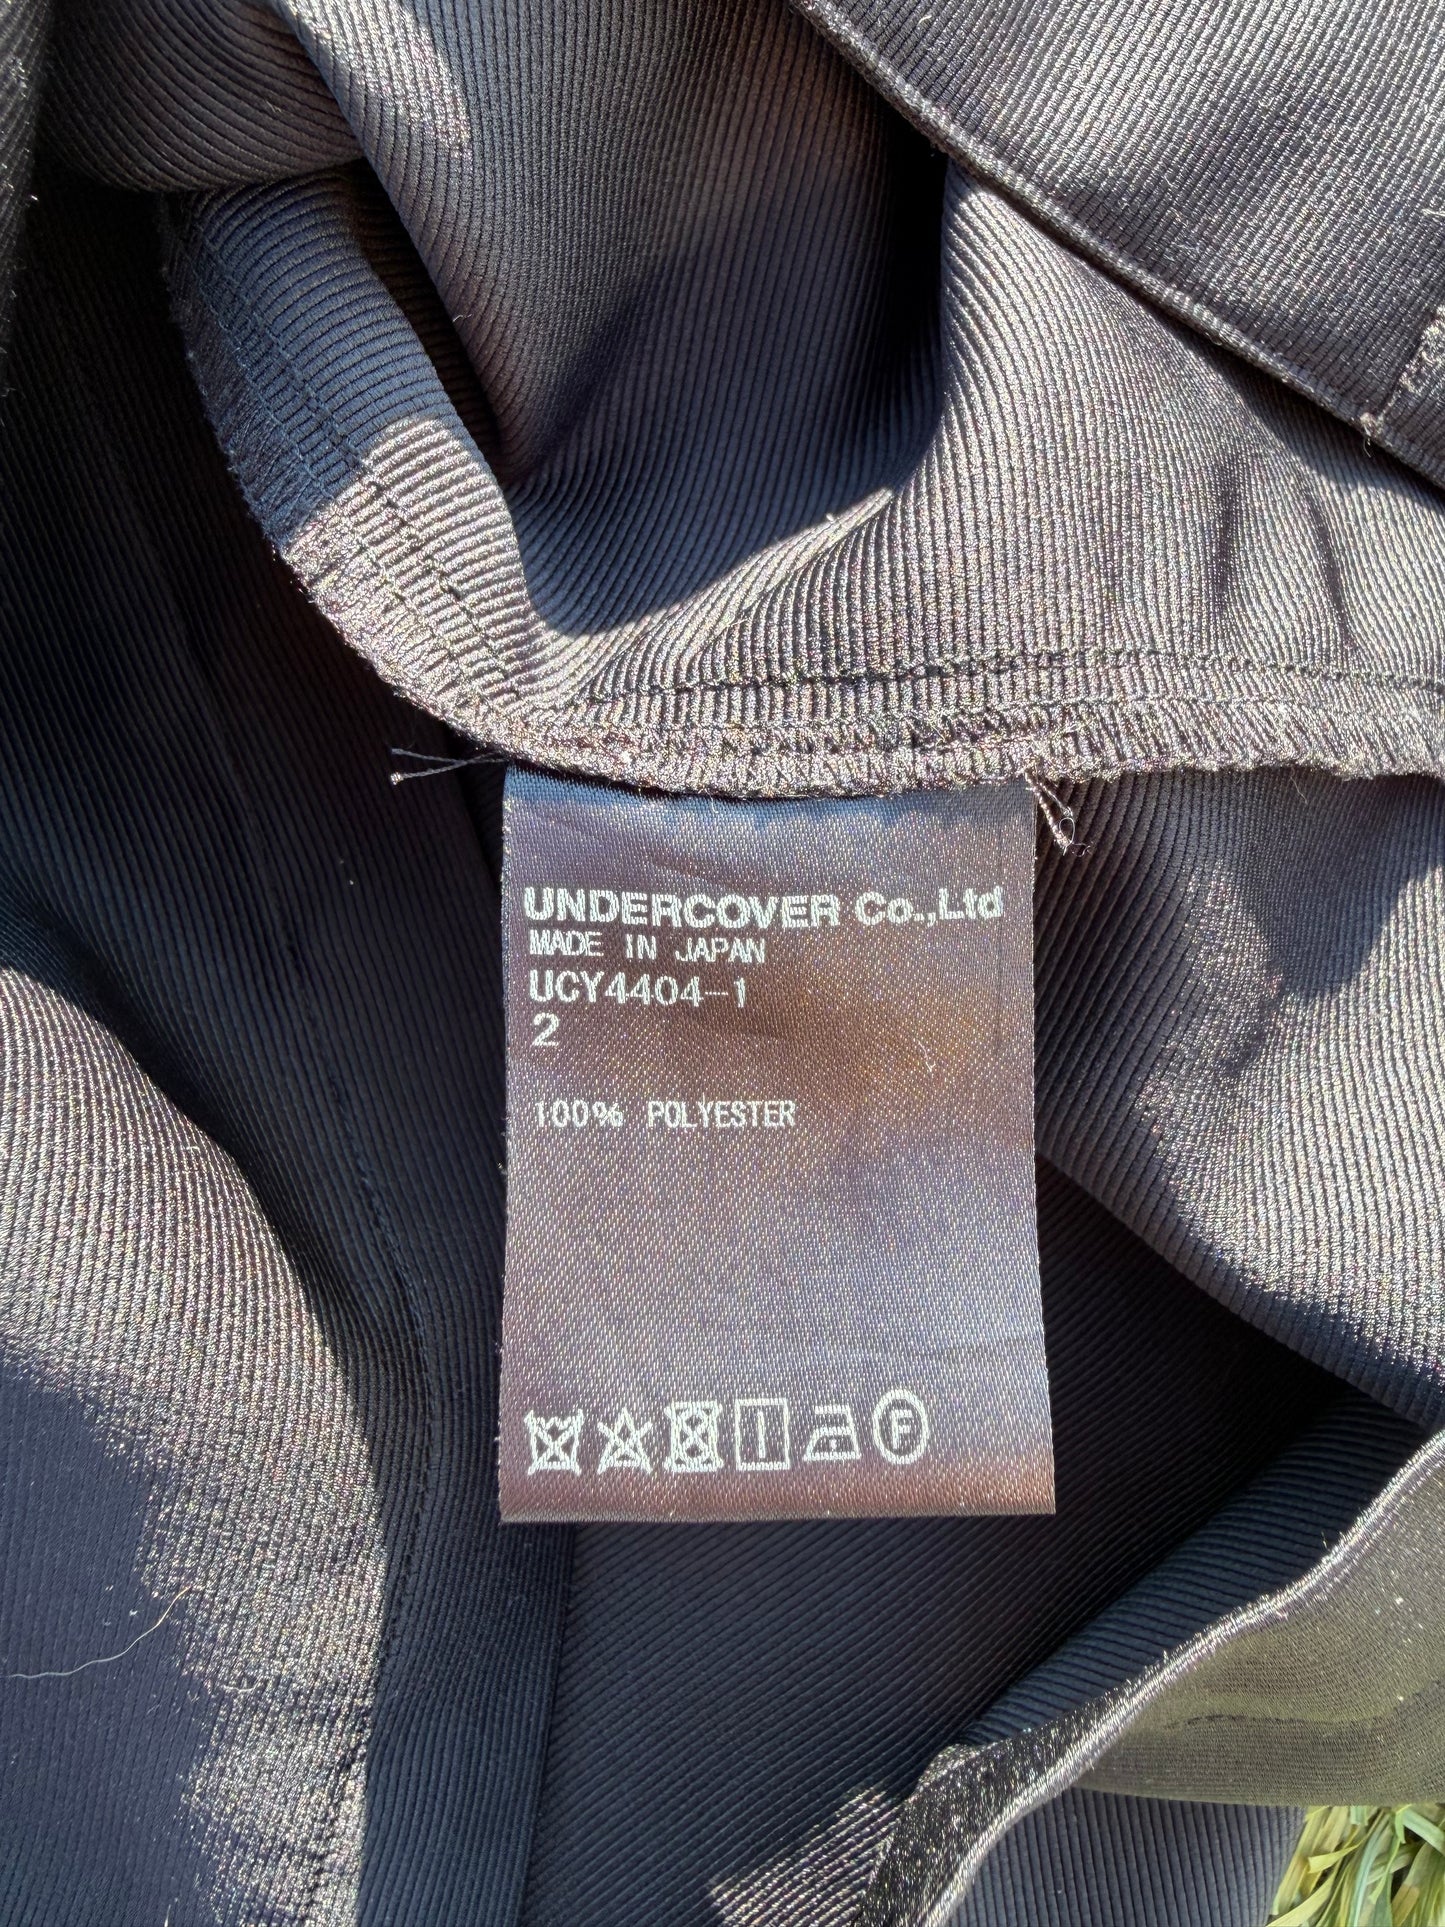 UNDERCOVER Co.,Ltd
MADE IN JAPAN
UCY4404-1
2
100% POLYESTER
F